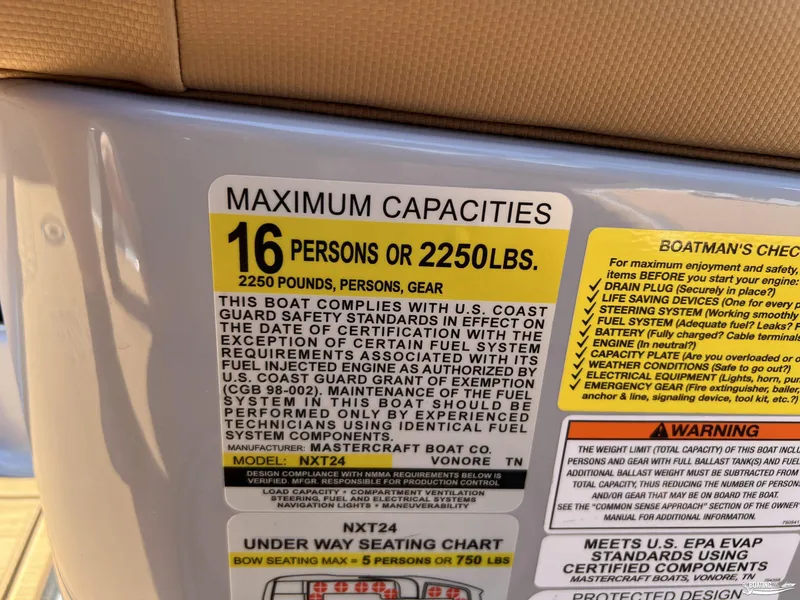 MAXIMUM CAPACITIES
16 PERSONS OR 2250 LBS.
2250 POUNDS, PERSONS, GEAR
THIS BOAT COMPLIES WITH U.S. COAST
GUARD SAFETY STANDARDS IN EFFECT ON
THE DATE OF CERTIFICATION WITH THE
EXCEPTION OF CERTAIN FUEL SYSTEM
REQUIREMENTS ASSOCIATED WITH ITS
FUEL INJECTED ENGINE AS AUTHORIZED BY
U.S. COAST GUARD GRANT OF EXEMPTION
(CGB 98-002). MAINTENANCE OF THE FUEL
SYSTEM IN THIS BOAT SHOULD BE
PERFORMED ONLY BY EXPERIENCED
TECHNICIANS USING IDENTICAL FUEL
SYSTEM COMPONENTS.
MANUFACTURER: MASTERCRAFT BOAT CO.
MODEL: NXT24 VONORE TN
DESIGN COMPLIANCE WITH NMMA REQUIREMENTS BELOW IS
VERIFIED. MFGR. RESPONSIBLE FOR PRODUCTION CONTROL
LOAD CAPACITY • COMPARTMENT VENTILATION
STEERING, FUEL AND ELECTRICAL SYSTEMS
NAVIGATION LIGHTS • MANEUVERABILITY
NXT24
UNDER WAY SEATING CHART
BOW SEATING MAX = 5 PERSONS OR 750 LBS
BOATMAN'S CHEC
For maximum enjoyment and safety,
items BEFORE you start your engine:
✓ DRAIN PLUG (Securely in place?)
✓ LIFE SAVING DEVICES (One for every p
✓ STEERING SYSTEM (Working smoothly
✓ FUEL SYSTEM (Adequate fuel? Leaks? F
✓ BATTERY (Fully charged? Cable terminals
✓ ENGINE (In neutral?)
✓ CAPACITY PLATE (Are you overloaded or o
✓ WEATHER CONDITIONS (Safe to go out?)
✓ ELECTRICAL EQUIPMENT (Lights, horn, pum
✓ EMERGENCY GEAR (Fire extinguisher, bailer,
anchor & line, signaling device, tool kit, etc.?)
WARNING
THE WEIGHT LIMIT (TOTAL CAPACITY) OF THIS BOAT INCLU
PERSONS AND GEAR WITH FULL BALLAST TANK(S) AND FUEL
ADDITIONAL BALLAST WEIGHT MUST BE SUBTRACTED FROM
TOTAL CAPACITY, THUS REDUCING THE NUMBER OF PERSON
AND/OR GEAR THAT MAY BE ON BOARD THE BOAT.
SEE THE "COMMON SENSE APPROACH" SECTION OF THE OWNER'
MANUAL FOR ADDITIONAL INFORMATION.
MEETS U.S. EPA EVAP
STANDARDS USING
CERTIFIED COMPONENTS
MASTERCRAFT BOATS, VONORE, TN
PROTECTED DESIGN